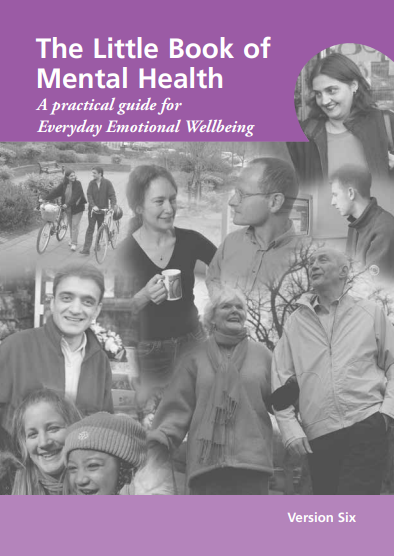 The Little Book of
Mental Health
A practical guide for
Everyday Emotional Wellbeing
Version Six